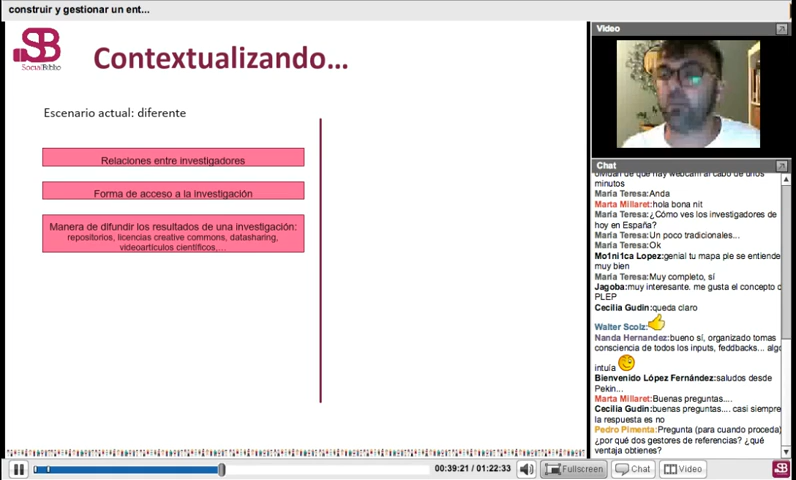 construir y gestionar un ent...
SB
SocialBiblio
Contextualizando...
Escenario actual: diferente
Relaciones entre investigadores
Forma de acceso a la investigación
Manera de difundir los resultados de una investigación:
repositorios, licencias creative commons, datasharing,
videoartículos científicos,...
Video
Chat
olvidan de que hay webcam al cabo de unos
minutos
María Teresa:Anda
Marta Millaret:hola bona nit
María Teresa:¿Cómo ves los investigadores de
hoy en España?
María Teresa:Un poco tradicionales...
María Teresa:Ok
Mo1ni1ca Lopez:genial tu mapa ple se entiende
muy bien
María Teresa:Muy completo, sí
Jagoba:muy interesante. me gusta el concepto d
PLEP
Cecilia Gudin:queda claro
Walter Scolz:
Nanda Hernandez:bueno sí, organizado tomas
consciencia de todos los inputs, feddbacks... algo
intuía
Bienvenido López Fernández:saludos desde
Pekin...
Marta Millaret:Buenas preguntas....
Cecilia Gudin:buenas preguntas.... casi siempre
la respuesta es no
Pedro Pimenta:Pregunta (para cuando proceda)
¿por qué dos gestores de referencias? ¿qué
ventaja obtienes?
00:39:21 / 01:22:33
Fullscreen
Chat
Video
SB